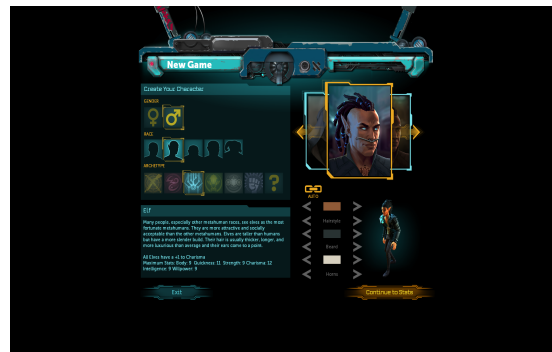 New Game
Create Your Character
GENDER
RACE
ARCHETYPE
?
AUTO
Hairstyle
Beard
Home
Elf
Many people, especially other metahuman races, see elves as the most
fortunate metahumans. They are more attractive and socially
acceptable than the other metahumans. Elves are taller than humans
but have a more slender build. Their hair is usually thicker, longer, and
more luxurious than average and their ears come to a point.
All Elves have a +1 to Charisma
Maximum Stats: Body: 9 Quickness: 11 Strength: 9 Charisma: 12
Intelligence: 9 Willpower: 9
Exit
Continue to Stats